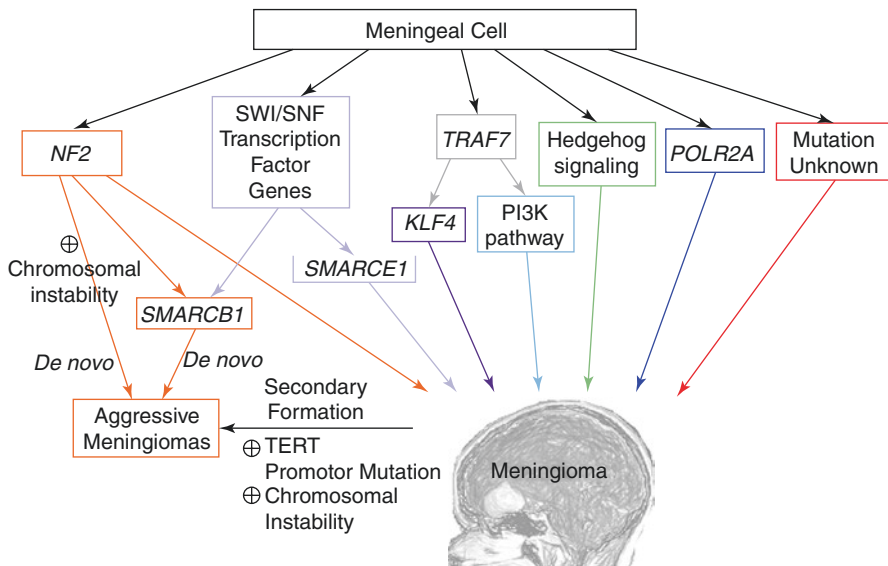 Meningeal Cell
NF2
SWI/SNF
Transcription
Factor
Genes
TRAF7
Hedgehog
signaling
POLR2A
Mutation
Unknown
KLF4
PI3K
pathway
⊕
Chromosomal
instability
SMARCE1
SMARCB1
De novo
De novo
Aggressive
Meningiomas
Secondary
Formation
⊕ TERT
Promotor Mutation
⊕ Chromosomal
Instability
Meningioma